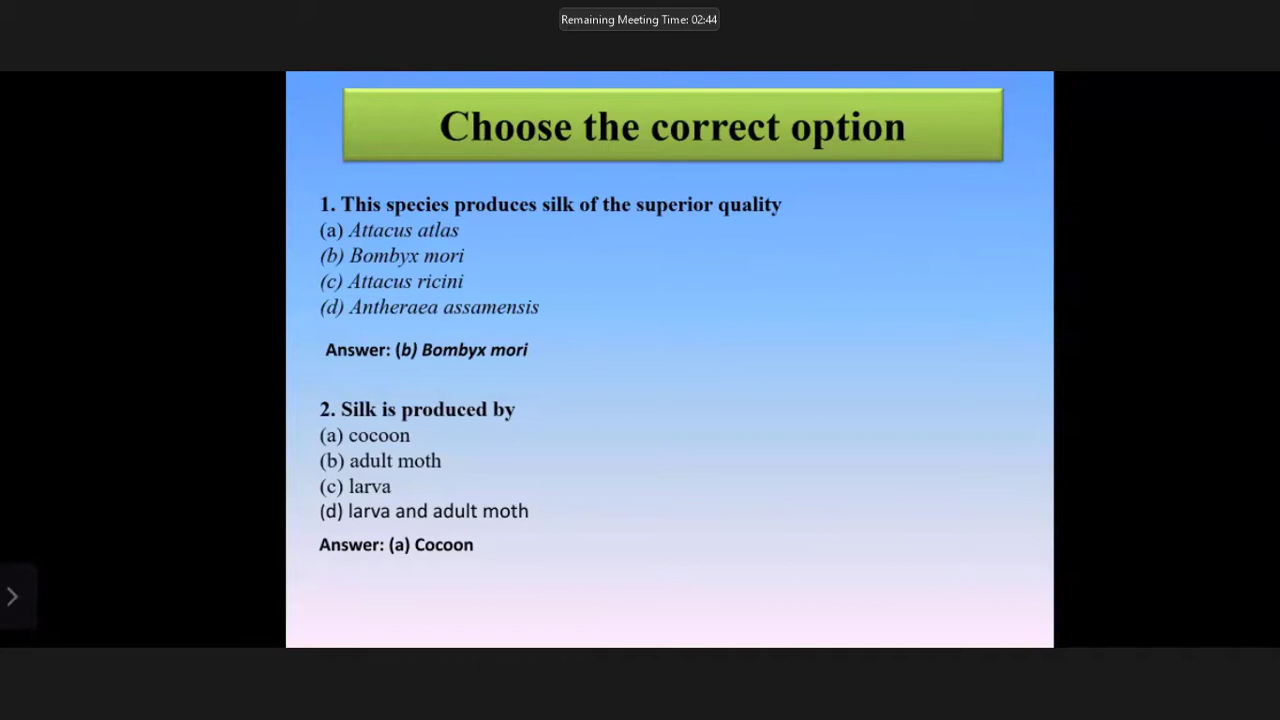 Remaining Meeting Time: 02:44
Choose the correct option
1. This species produces silk of the superior quality
(a) Attacus atlas
(b) Bombyx mori
(c) Attacus ricini
(d) Antheraea assamensis
Answer: (b) Bombyx mori
2. Silk is produced by
(a) cocoon
(b) adult moth
(c) larva
(d) larva and adult moth
Answer: (a) Cocoon